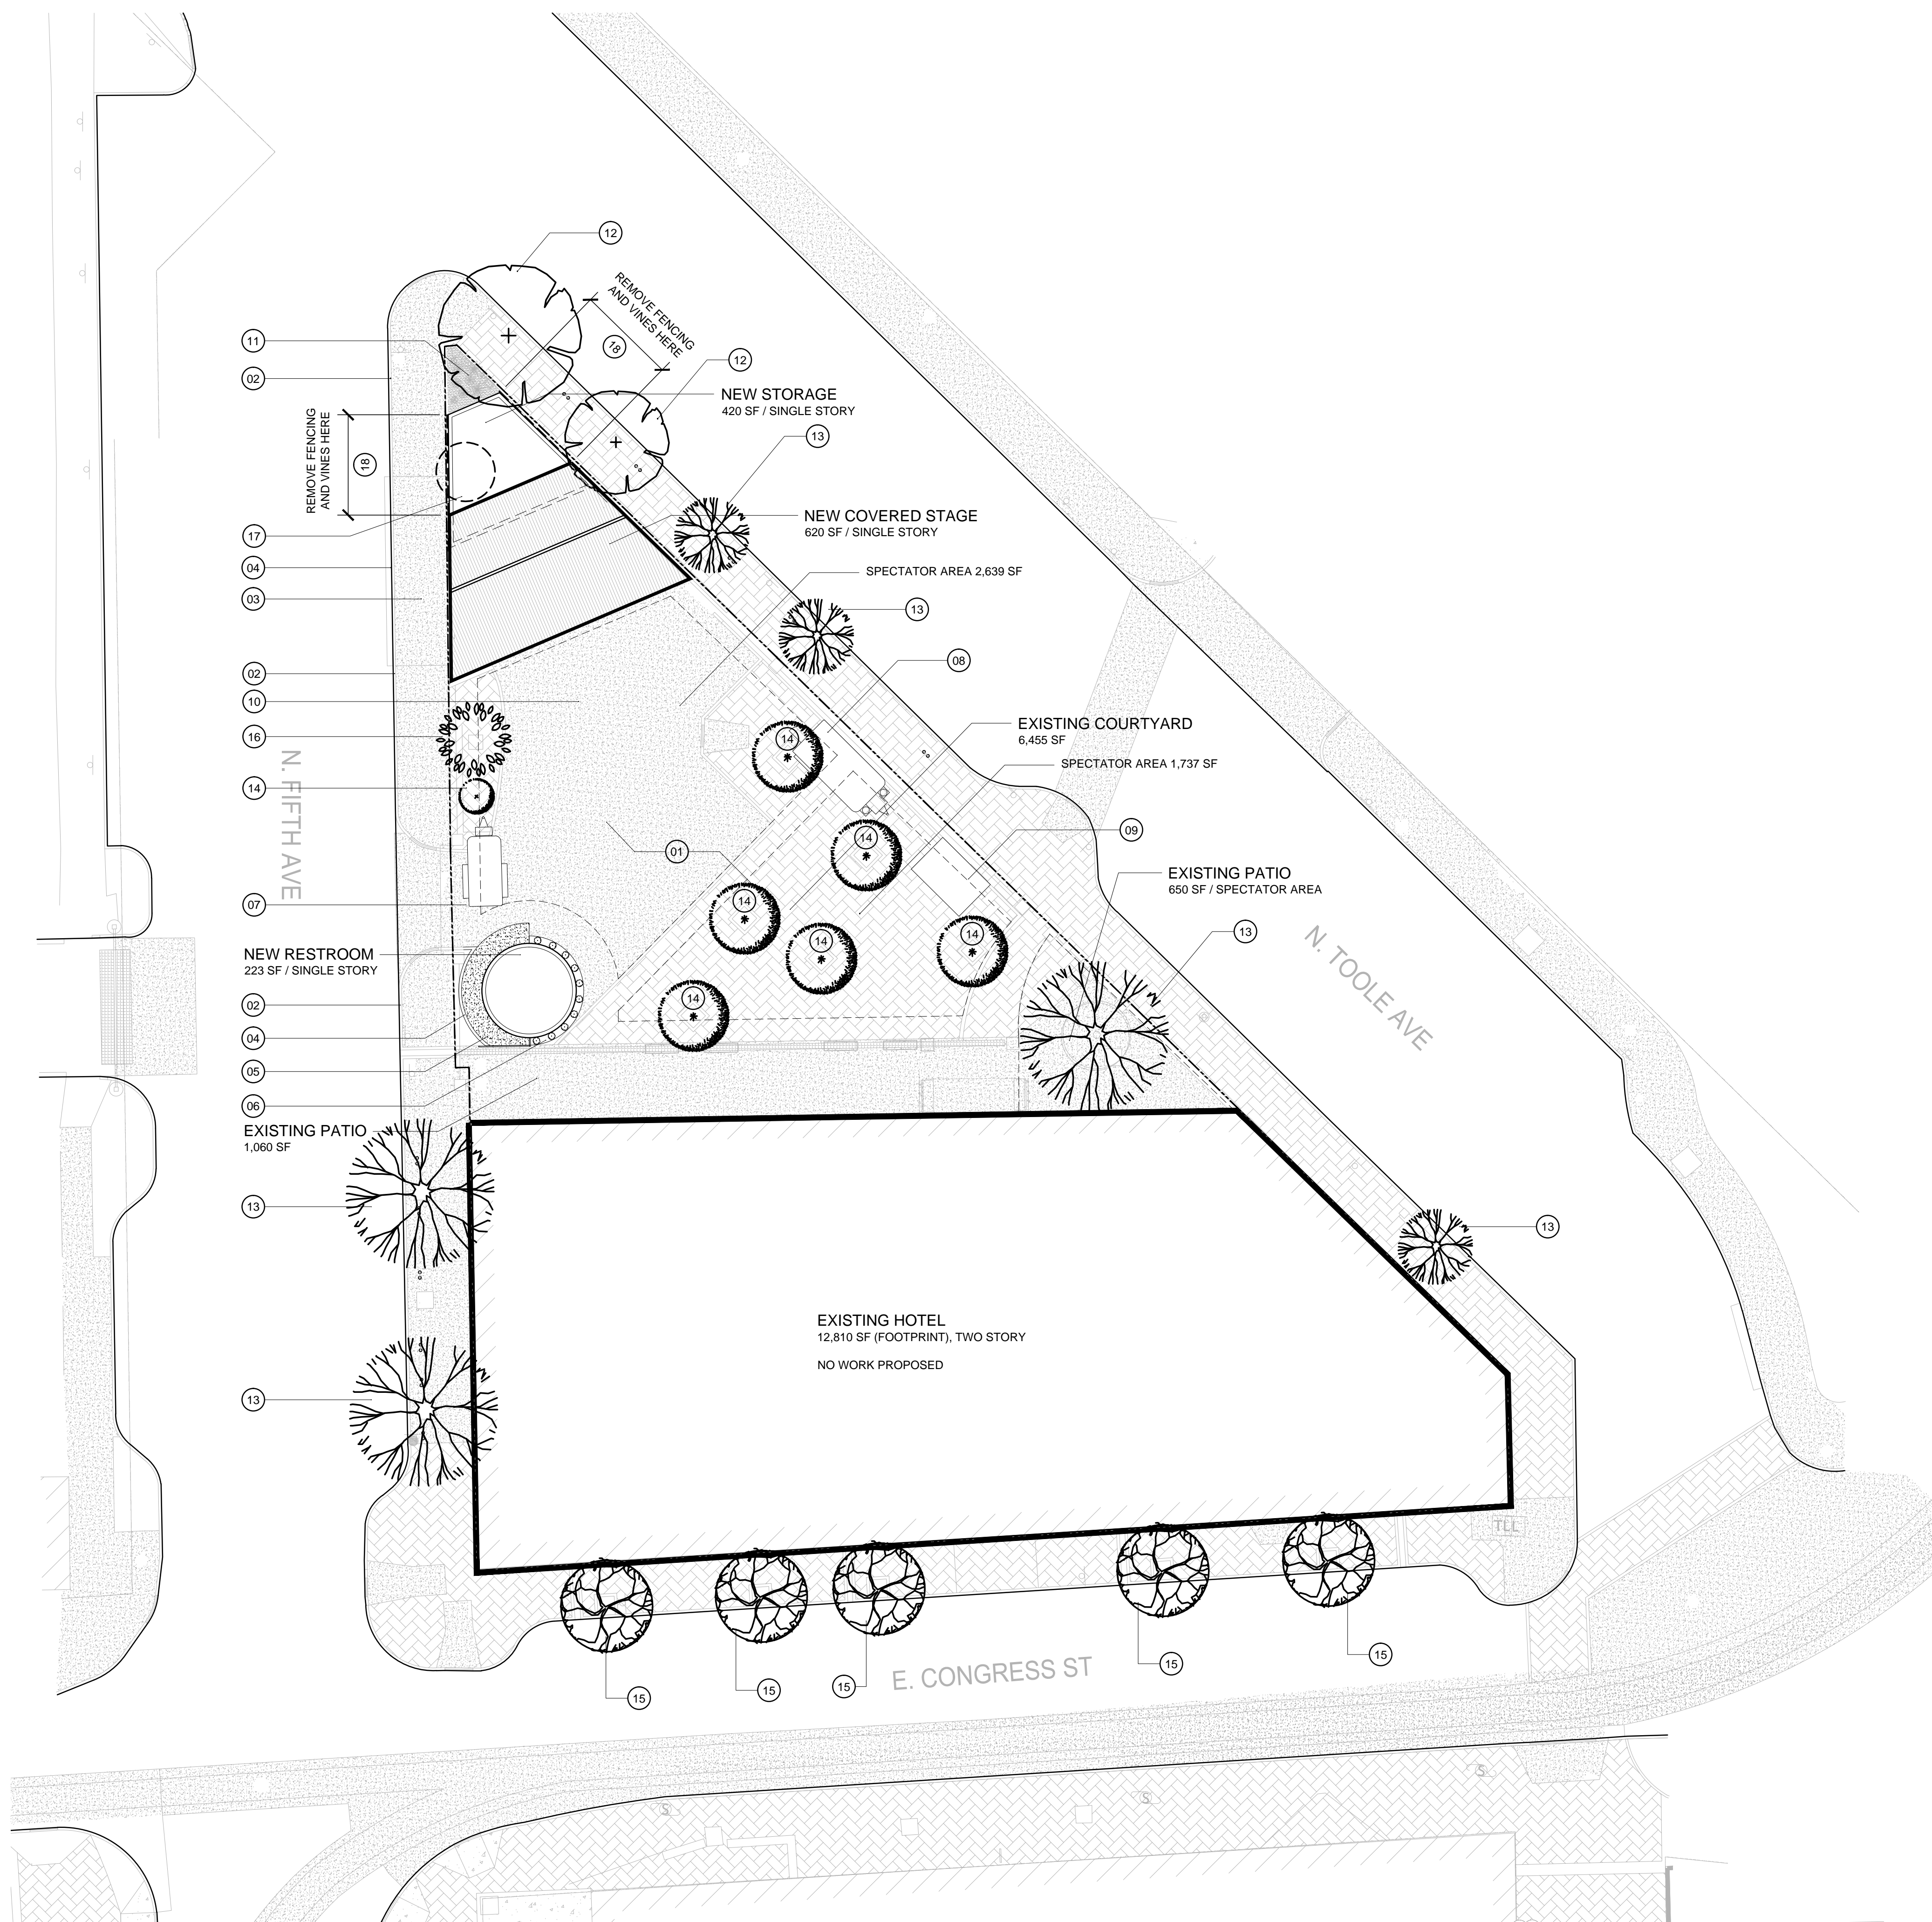 12
REMOVE FENCING
AND VINES HERE
18
11
02
12
NEW STORAGE
420 SF / SINGLE STORY
13
REMOVE FENCING
AND VINES HERE
18
NEW COVERED STAGE
620 SF / SINGLE STORY
17
04
SPECTATOR AREA 2,639 SF
03
13
08
02
10
EXISTING COURTYARD
6,455 SF
16
14
SPECTATOR AREA 1,737 SF
14
N. FIFTH AVE
09
14
01
EXISTING PATIO
650 SF / SPECTATOR AREA
07
14
13
14
14
N. TOOLE AVE
NEW RESTROOM
223 SF / SINGLE STORY
02
14
04
05
06
EXISTING PATIO
1,060 SF
13
13
EXISTING HOTEL
12,810 SF (FOOTPRINT), TWO STORY
NO WORK PROPOSED
13
TLL
E. CONGRESS ST
15
15
15
15
15
S
S
S